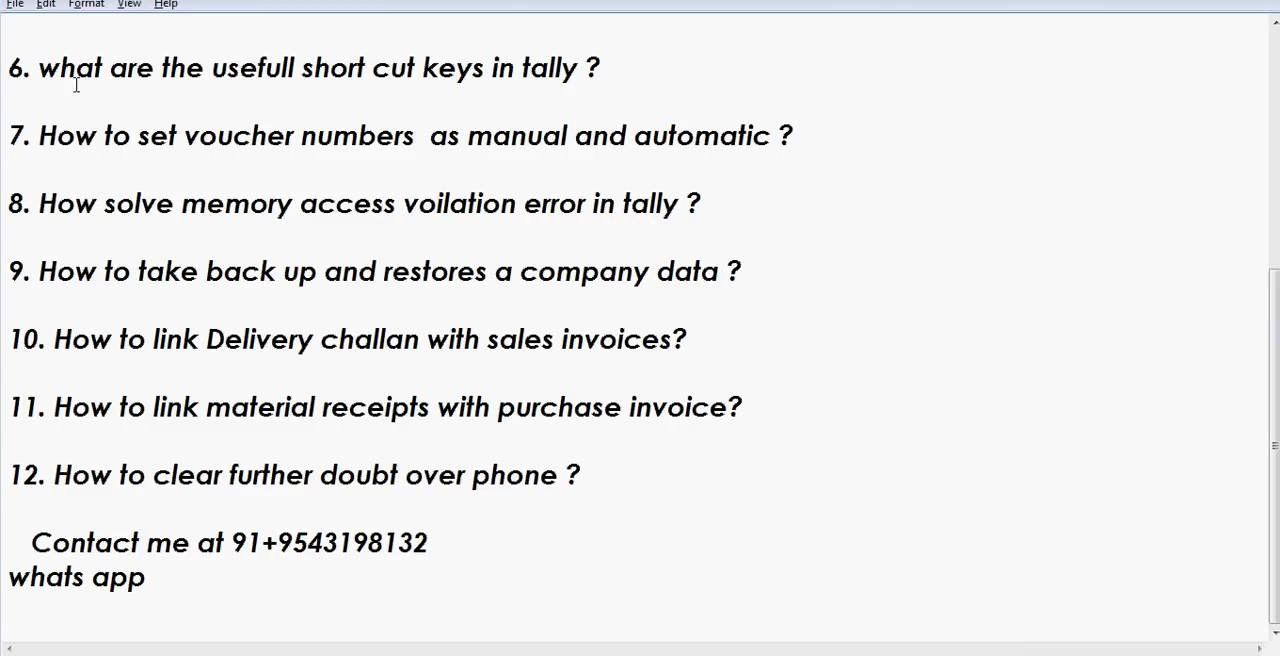 File Edit Format View Help
6. what are the usefull short cut keys in tally ?
7. How to set voucher numbers  as manual and automatic ?
8. How solve memory access voilation error in tally ?
9. How to take back up and restores a company data ?
10. How to link Delivery challan with sales invoices?
11. How to link material receipts with purchase invoice?
12. How to clear further doubt over phone ?
Contact me at 91+9543198132
whats app